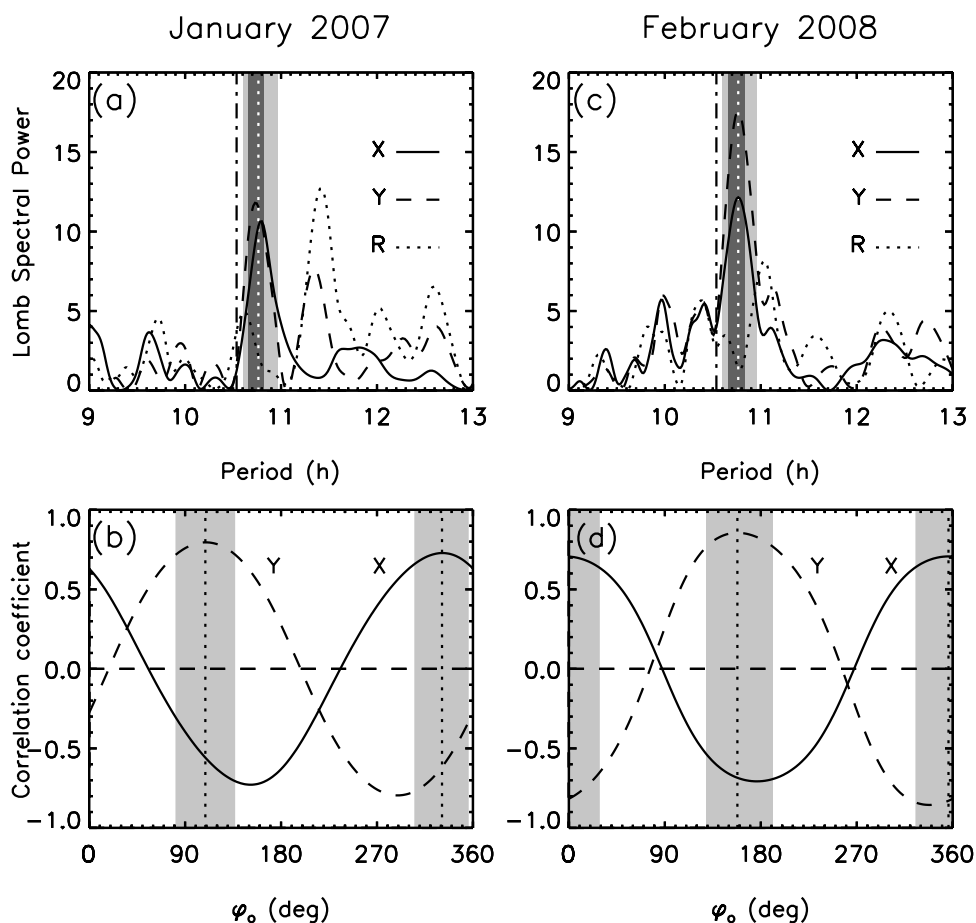 January 2007
February 2008
(a)
(c)
Lomb Spectral Power
20
15
10
5
0
X
Y
R
9 10 11 12 13
Period (h)
20
15
10
5
0
X
Y
R
9 10 11 12 13
Period (h)
(b)
(d)
Correlation coefficient
1.0
0.5
0.0
−0.5
−1.0
Y X
0 90 180 270 360
φₒ (deg)
1.0
0.5
0.0
−0.5
−1.0
Y X
0 90 180 270 360
φₒ (deg)